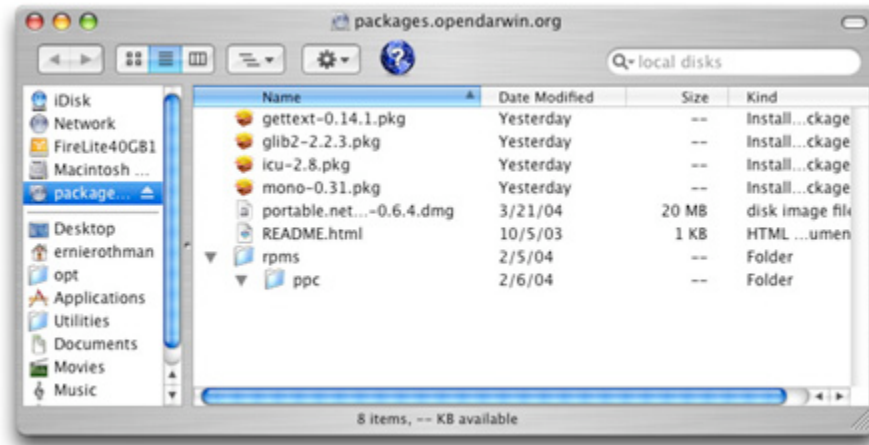 packages.opendarwin.org
local disks
iDisk
Network
FireLite40GB1
Macintosh ...
package...
Desktop
ernierothman
opt
Applications
Utilities
Documents
Movies
Music
Name Date Modified Size Kind
gettext-0.14.1.pkg Yesterday -- Install...ckage
glib2-2.2.3.pkg Yesterday -- Install...ckage
icu-2.8.pkg Yesterday -- Install...ckage
mono-0.31.pkg Yesterday -- Install...ckage
portable.net...-0.6.4.dmg 3/21/04 20 MB disk image file
README.html 10/5/03 1 KB HTML ...umen
rpms 2/5/04 -- Folder
ppc 2/6/04 -- Folder
8 items, -- KB available